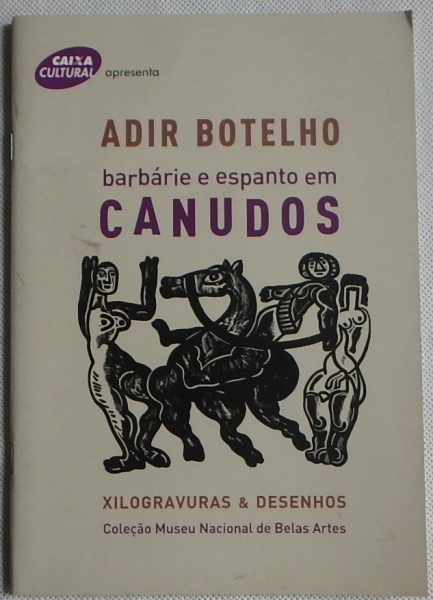 CAIXA
CULTURAL
apresenta
ADIR BOTELHO
barbárie e espanto em
CANUDOS
XILOGRAVURAS & DESENHOS
Coleção Museu Nacional de Belas Artes